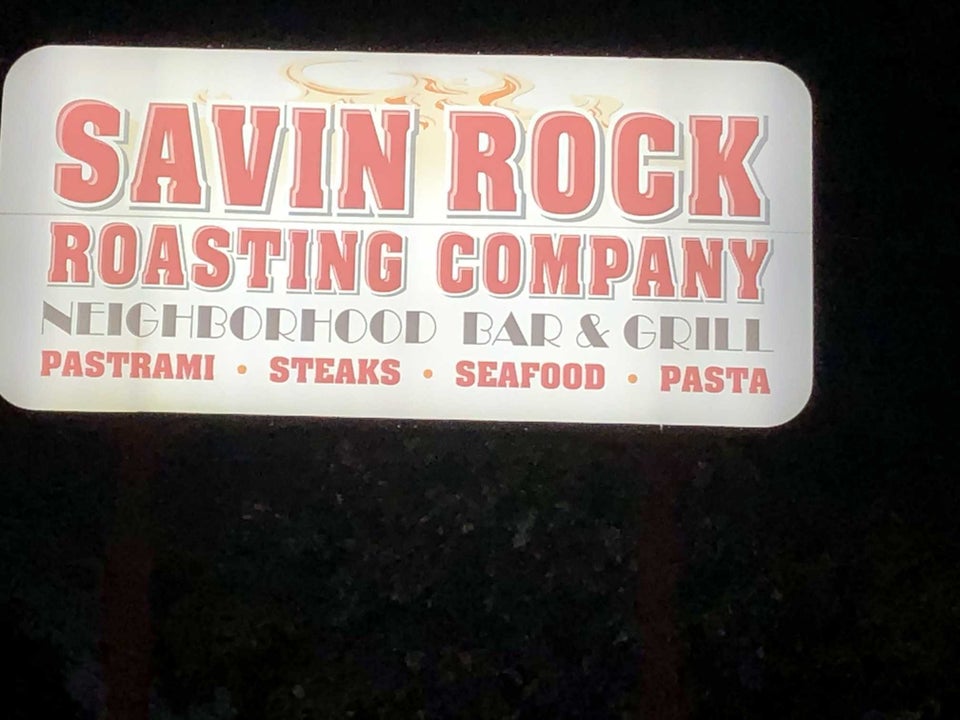 SAVIN ROCK
ROASTING COMPANY
NEIGHBORHOOD BAR & GRILL
PASTRAMI • STEAKS • SEAFOOD • PASTA